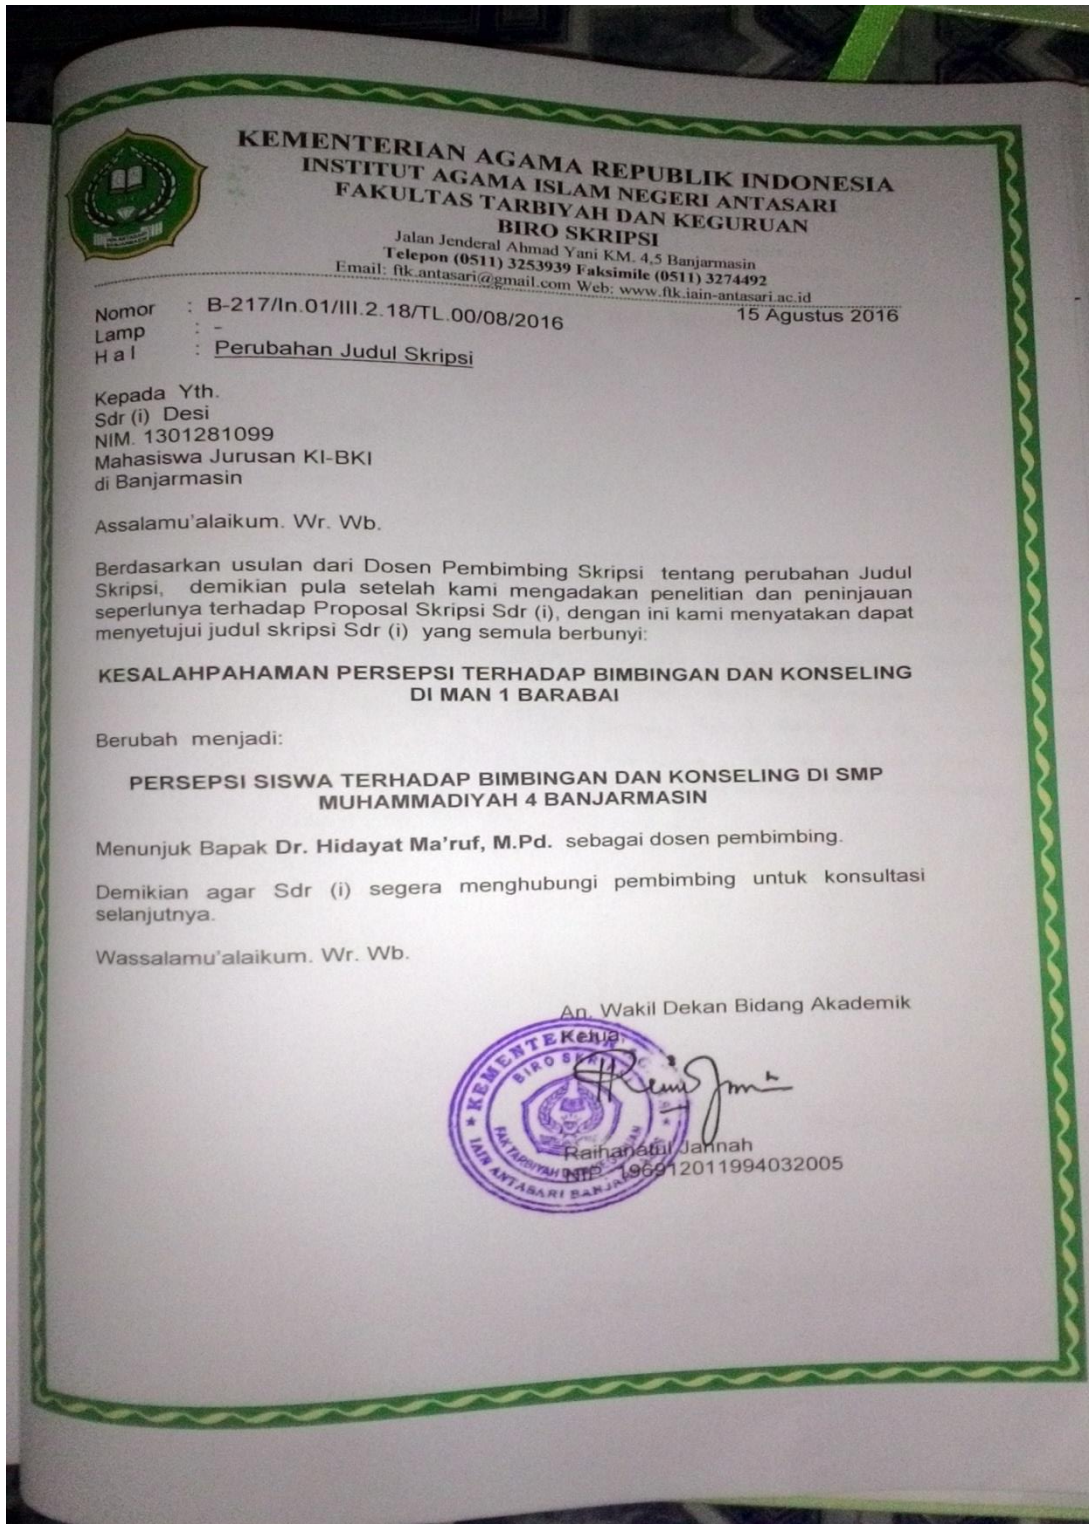 KEMENTERIAN AGAMA REPUBLIK INDONESIA
INSTITUT AGAMA ISLAM NEGERI ANTASARI
FAKULTAS TARBIYAH DAN KEGURUAN
BIRO SKRIPSI
Jalan Jenderal Ahmad Yani KM. 4,5 Banjarmasin
Telepon (0511) 3253939 Faksimile (0511) 3274492
Email: ftk.antasari@gmail.com Web: www.ftk.iain-antasari.ac.id
Nomor : B-217/In.01/III.2.18/TL.00/08/2016 15 Agustus 2016
Lamp : -
H a l : Perubahan Judul Skripsi
Kepada Yth.
Sdr (i) Desi
NIM. 1301281099
Mahasiswa Jurusan KI-BKI
di Banjarmasin
Assalamu'alaikum. Wr. Wb.
Berdasarkan usulan dari Dosen Pembimbing Skripsi tentang perubahan Judul
Skripsi, demikian pula setelah kami mengadakan penelitian dan peninjauan
seperlunya terhadap Proposal Skripsi Sdr (i), dengan ini kami menyatakan dapat
menyetujui judul skripsi Sdr (i) yang semula berbunyi:
KESALAHPAHAMAN PERSEPSI TERHADAP BIMBINGAN DAN KONSELING
DI MAN 1 BARABAI
Berubah menjadi:
PERSEPSI SISWA TERHADAP BIMBINGAN DAN KONSELING DI SMP
MUHAMMADIYAH 4 BANJARMASIN
Menunjuk Bapak Dr. Hidayat Ma'ruf, M.Pd. sebagai dosen pembimbing.
Demikian agar Sdr (i) segera menghubungi pembimbing untuk konsultasi
selanjutnya.
Wassalamu'alaikum. Wr. Wb.
An. Wakil Dekan Bidang Akademik
Ketua,
KEMENTERIAN
BIRO
FAK TARBIYAH
IAIN ANTASARI
Raihanatul Jannah
196912011994032005